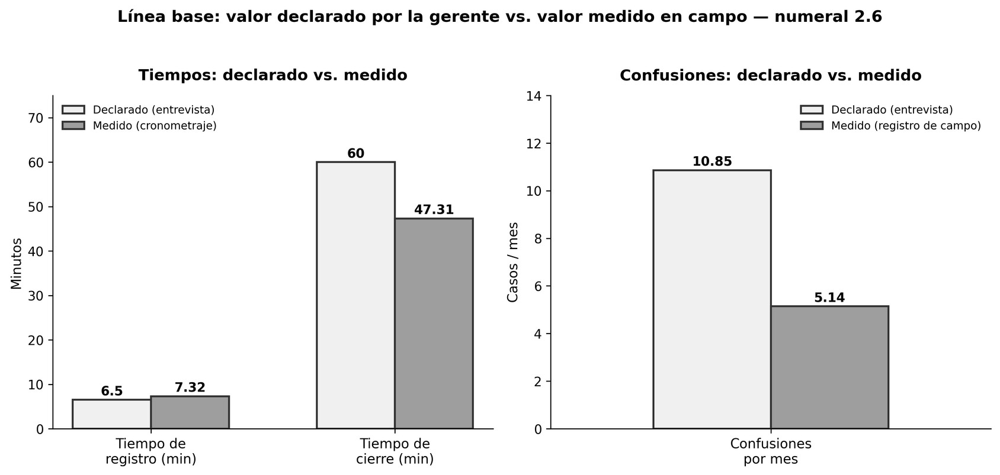 Línea base: valor declarado por la gerente vs. valor medido en campo — numeral 2.6
Tiempos: declarado vs. medido
Declarado (entrevista)
Medido (cronometraje)
Minutos
70
60
50
40
30
20
10
0
6.5
7.32
60
47.31
Tiempo de
registro (min)
Tiempo de
cierre (min)
Confusiones: declarado vs. medido
Declarado (entrevista)
Medido (registro de campo)
Casos / mes
14
12
10
8
6
4
2
0
10.85
5.14
Confusiones
por mes